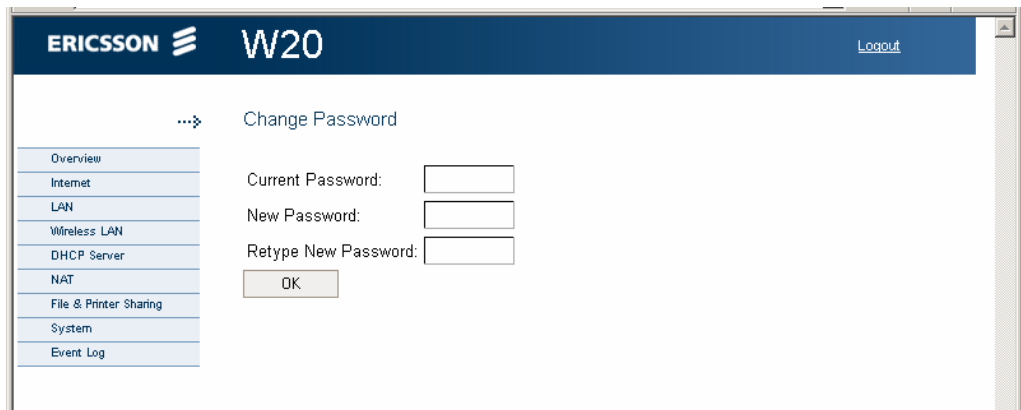 ERICSSON W20 Logout
Change Password
Overview
Internet
LAN
Wireless LAN
DHCP Server
NAT
File & Printer Sharing
System
Event Log
Current Password:
New Password:
Retype New Password:
OK